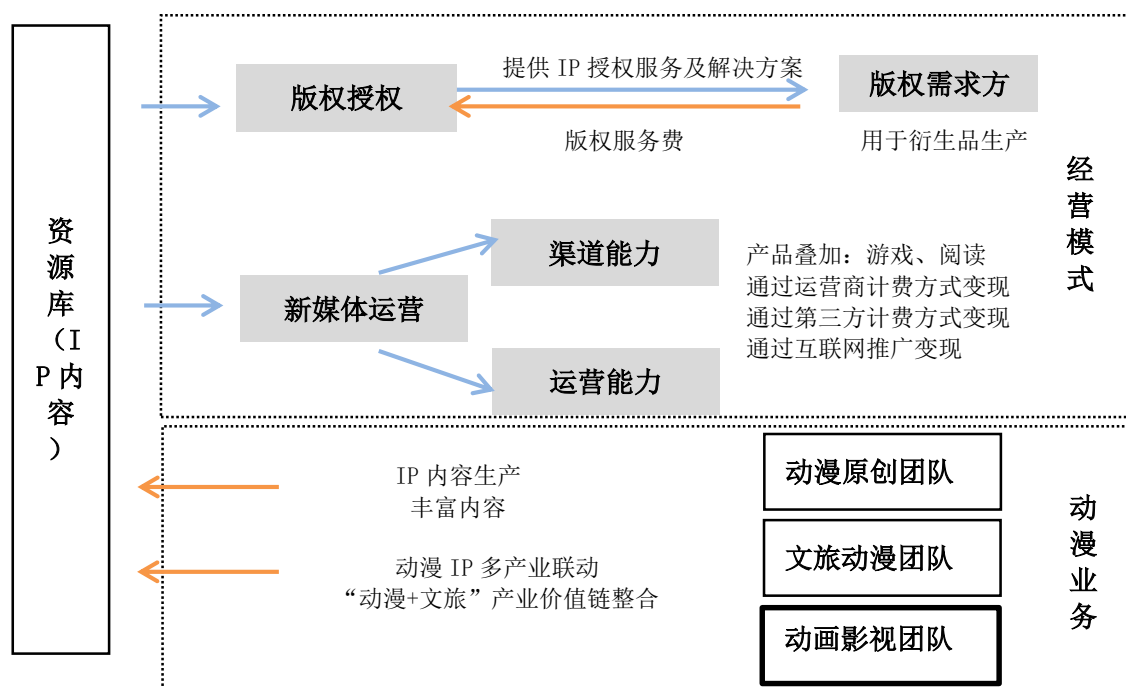 资
源
库
（I
P 内
容
）
提供 IP 授权服务及解决方案
版权授权
版权需求方
版权服务费
用于衍生品生产
经
营
模
式
渠道能力
新媒体运营
运营能力
产品叠加：游戏、阅读
通过运营商计费方式变现
通过第三方计费方式变现
通过互联网推广变现
IP 内容生产
丰富内容
动漫 IP 多产业联动
“动漫+文旅”产业价值链整合
动漫原创团队
文旅动漫团队
动画影视团队
动
漫
业
务